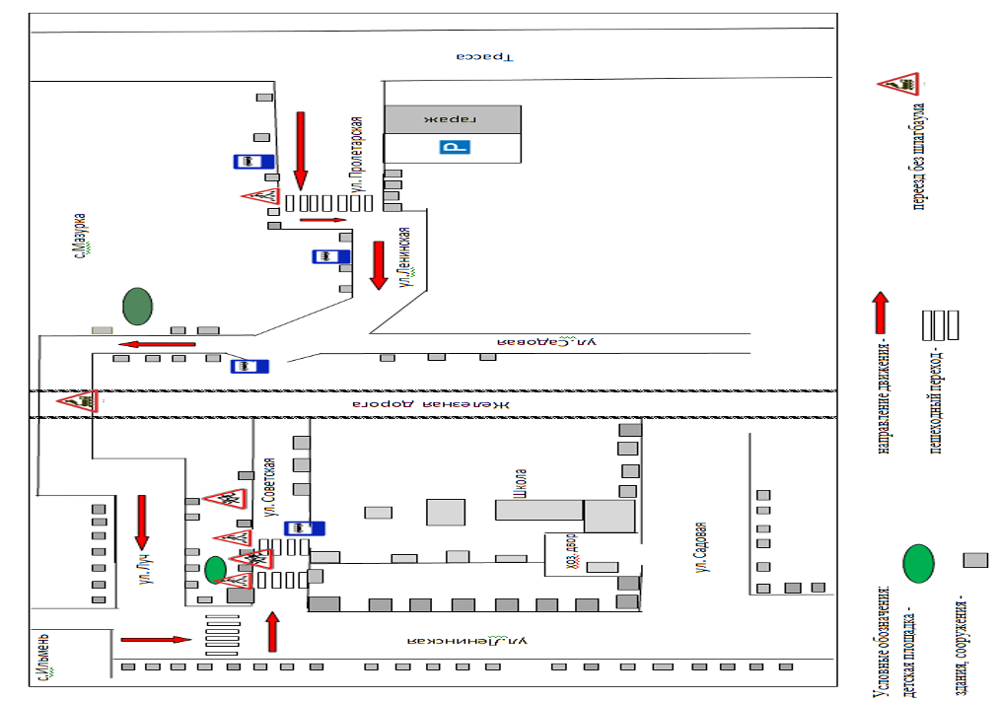 Трасса
гараж
P
ул. Пролетарская
с.Мазурка
ул.Ленинская
ул.Садовая
Железная дорога
ул. Советская
Школа
хоз.двор
ул. Садовая
ул. Луч
ул.Ленинская
с.Ильмень
Условные обозначения:
детская площадка -
здания, сооружения -
направление движения -
пешеходный переход -
переезд без шлагбаума